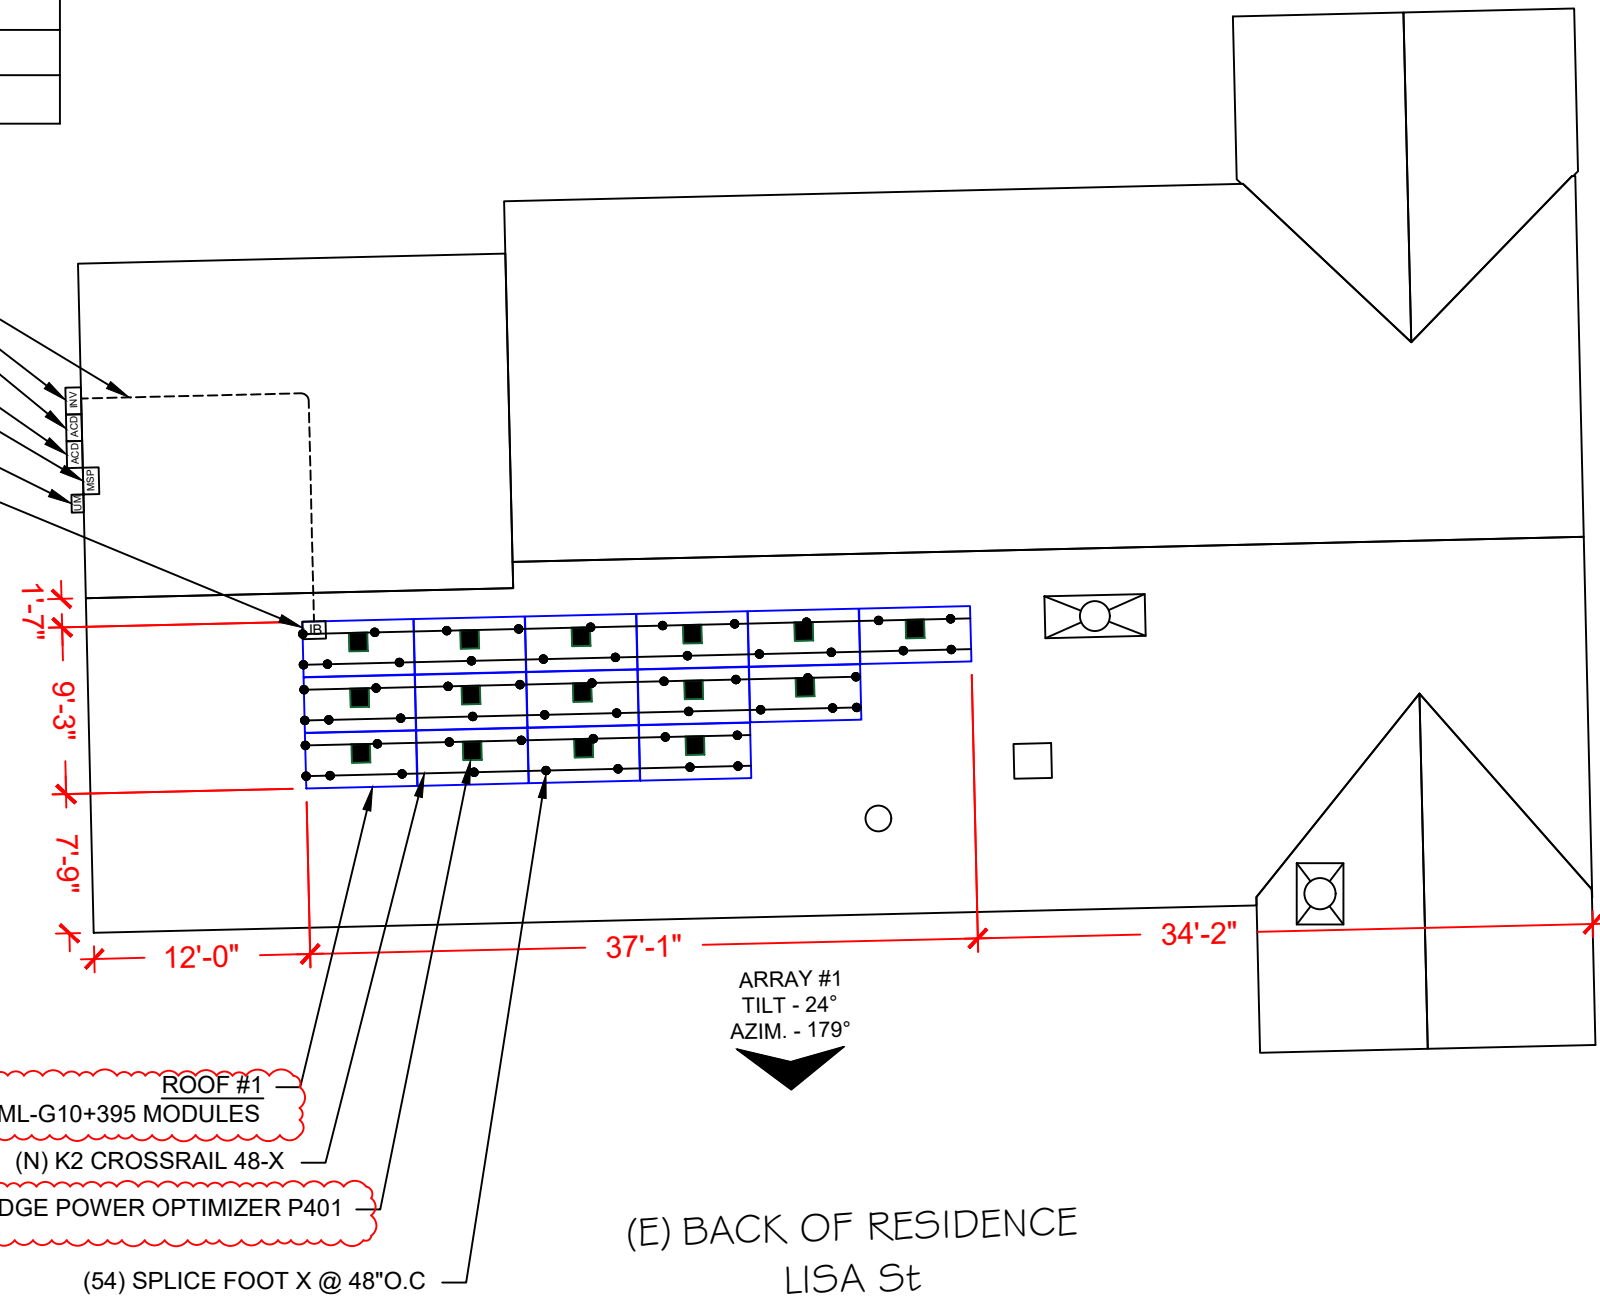 INV
ACD
ACD
MSP
UM
JB
1'-7"
9'-3"
7'-9"
12'-0"
37'-1"
34'-2"
ARRAY #1
TILT - 24°
AZIM. - 179°
ROOF #1
ML-G10+395 MODULES
(N) K2 CROSSRAIL 48-X
DGE POWER OPTIMIZER P401
(54) SPLICE FOOT X @ 48"O.C
(E) BACK OF RESIDENCE
LISA St